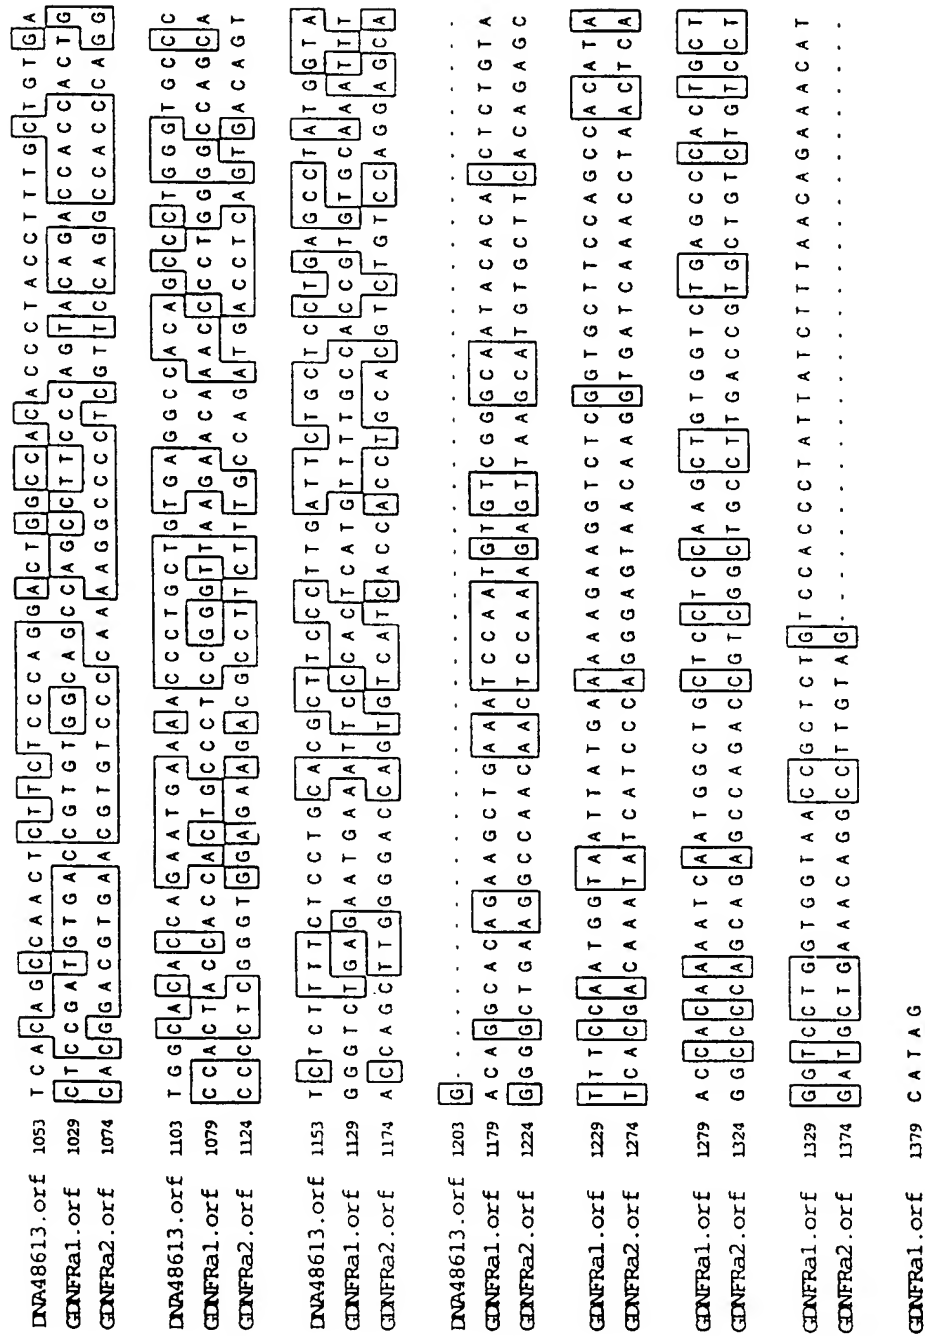 DNA48613.orf 1053 T C A C A G C C A A C T C T T C T C C C A G G A C T G G C C A C A C C C T A C C T T T G C T G T G A
GDNFRa1.orf 1029 C T C C G A T G T G A C C G T G T G G C A G C C A G C C T T C C C A G T A C A G A C C A C C A C T G
GDNFRa2.orf 1074 C A C G G A C G T G A A C G T G T C C C C C A A A G G C C C C T C G T T C C A G G C C A C C C A G G
DNA48613.orf 1103 T G G C A C A C C A G A A T G A A A A C C C T G C T G T G A G G C C A C A G C C C T G G G T G C C C
GDNFRa1.orf 1079 C C A C T A C C A C C A C T G C C C T C C G G G T T A A G A A C A A A C C C C T G G G G C C A G C A
GDNFRa2.orf 1124 C C C C T C G G G T G G A G A A G A C G C C T T C T T T G C C A G A T G A C C T C A G T G A C A G T
DNA48613.orf 1153 T C T C T T T T C T C C T G C A C G C T T C C C T T G A T T C T G C T C C T G A G C C T A T G G T A
GDNFRa1.orf 1129 G G G T C T G A G A A T G A A A T T C C C A C T C A T G T T T T G C C A C C G T G T G C A A A T T T
GDNFRa2.orf 1174 A C C A G C T T G G G G A C C A G T G T C A T C A C C A C C T G C A C G T C T G T C C A G G A G C A
DNA48613.orf 1203 G . . . . . . . . . . . . . . . . . . . . . . . . . . . . . . . . . . . . . . . . . . . . . . . . .
GDNFRa1.orf 1179 A C A G G C A C A G A A G C T G A A A T C C A A T G T G T C G G G C A A T A C A C A C C T C T G T A
GDNFRa2.orf 1224 G G G G C T G A A G G C C A A C A A C T C C A A A G A G T T A A G C A T G T G C T T C A C A G A G C
GDNFRa1.orf 1229 T T T C C A A T G G T A A T T A T G A A A A A G A A G G T C T C G G T G C T T C C A G C C A C A T A
GDNFRa2.orf 1274 T C A C G A C A A A T A T C A T C C C A G G G A G T A A C A A G G T G A T C A A A C C T A A C T C A
GDNFRa1.orf 1279 A C C A C A A A A T C A A T G G C T G C T C C T C C A A G C T G T G G T C T G A G C C C A C T G C T
GDNFRa2.orf 1324 G G C C C C A G C A G A G C C A G A C C G T C G G C T G C C T T G A C C G T G C T G T C T G T C C T
GDNFRa1.orf 1329 G G T C C T G G T G G T A A C C G C T C T G T C C A C C C T A T T A T C T T T A A C A G A A A C A T
GDNFRa2.orf 1374 G A T G C T G A A A C A G G C C T T G T A G . . . . . . . . . . . . . . . . . . . . . . . . . . . .
GDNFRa1.orf 1379 C A T A G